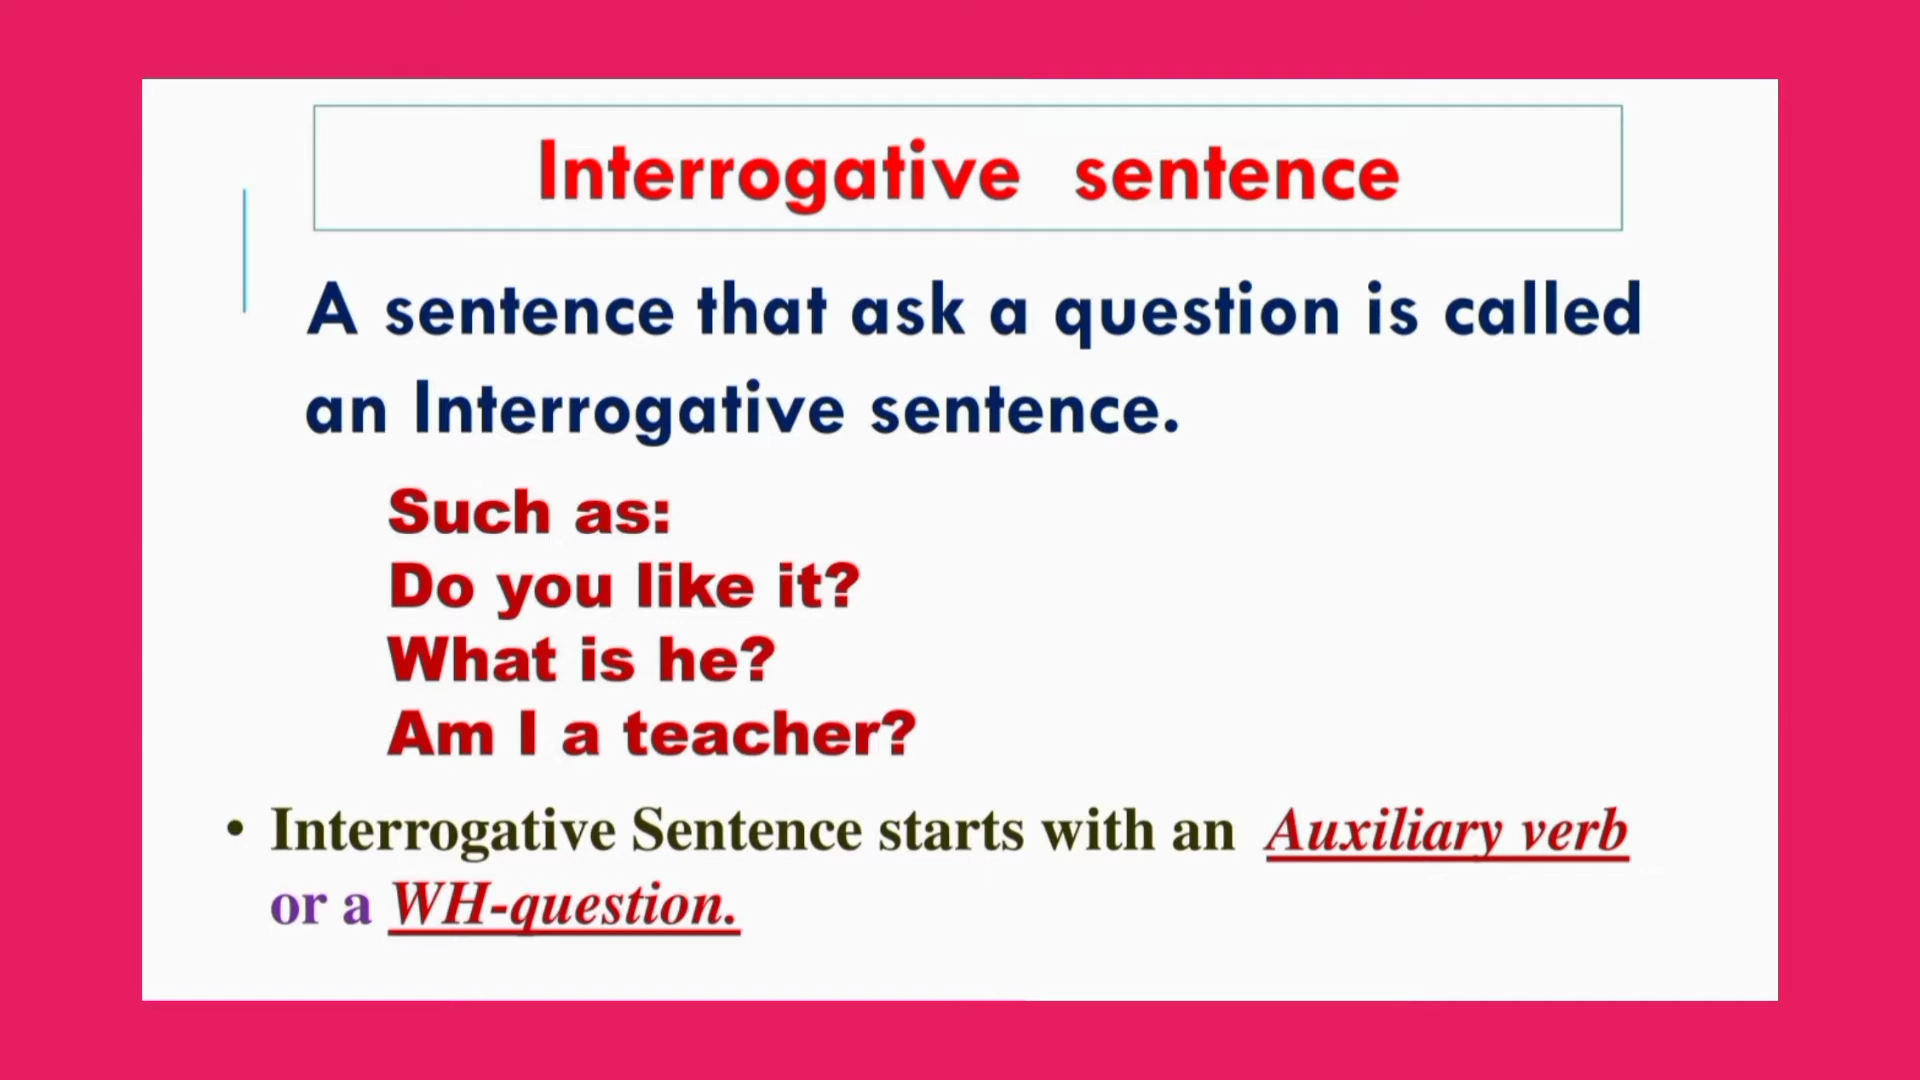 Interrogative sentence
A sentence that ask a question is called
an Interrogative sentence.
Such as:
Do you like it?
What is he?
Am I a teacher?
• Interrogative Sentence starts with an Auxiliary verb
or a WH-question.